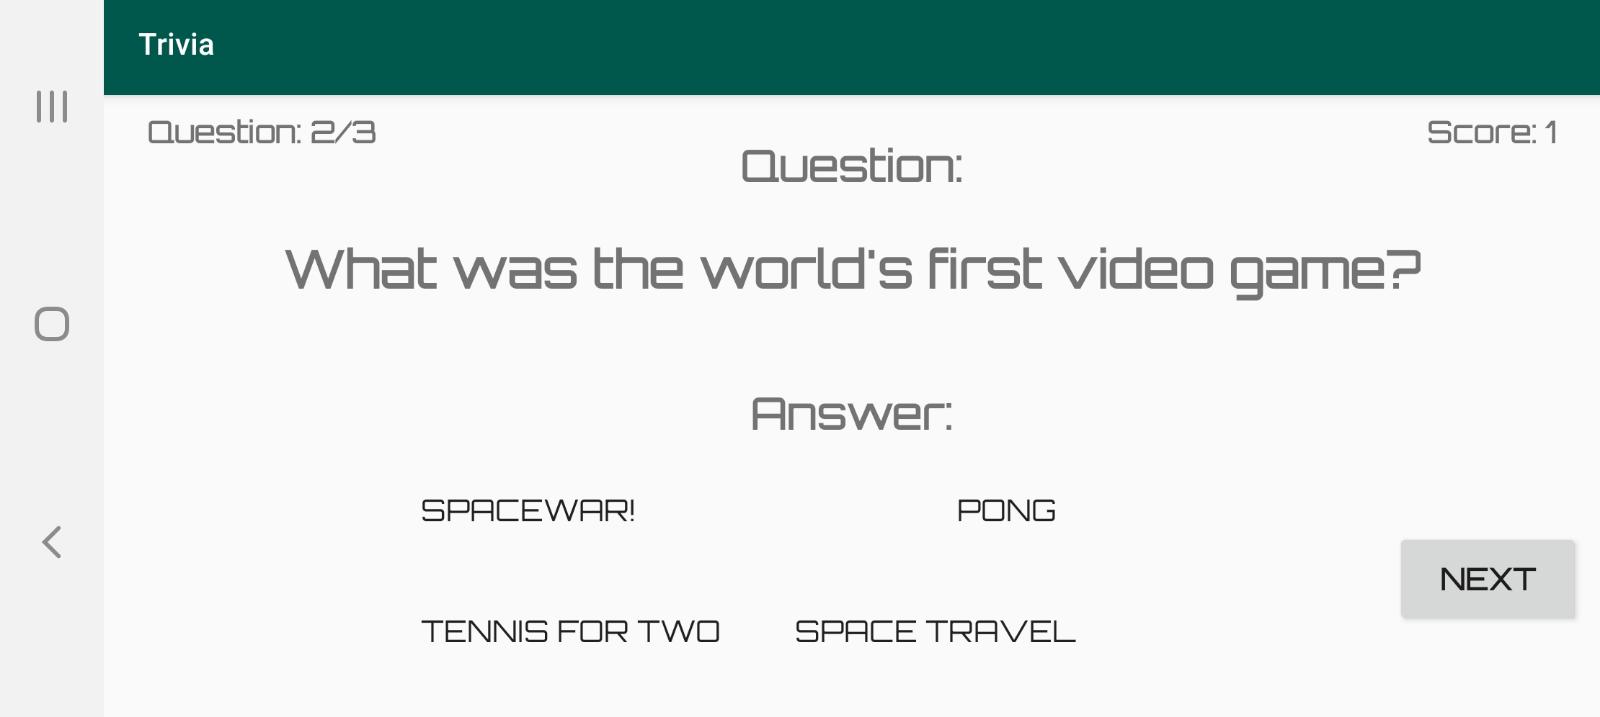 Trivia
Question: 2/3
Score: 1
Question:
What was the world's first video game?
Answer:
SPACEWAR!
PONG
NEXT
TENNIS FOR TWO
SPACE TRAVEL